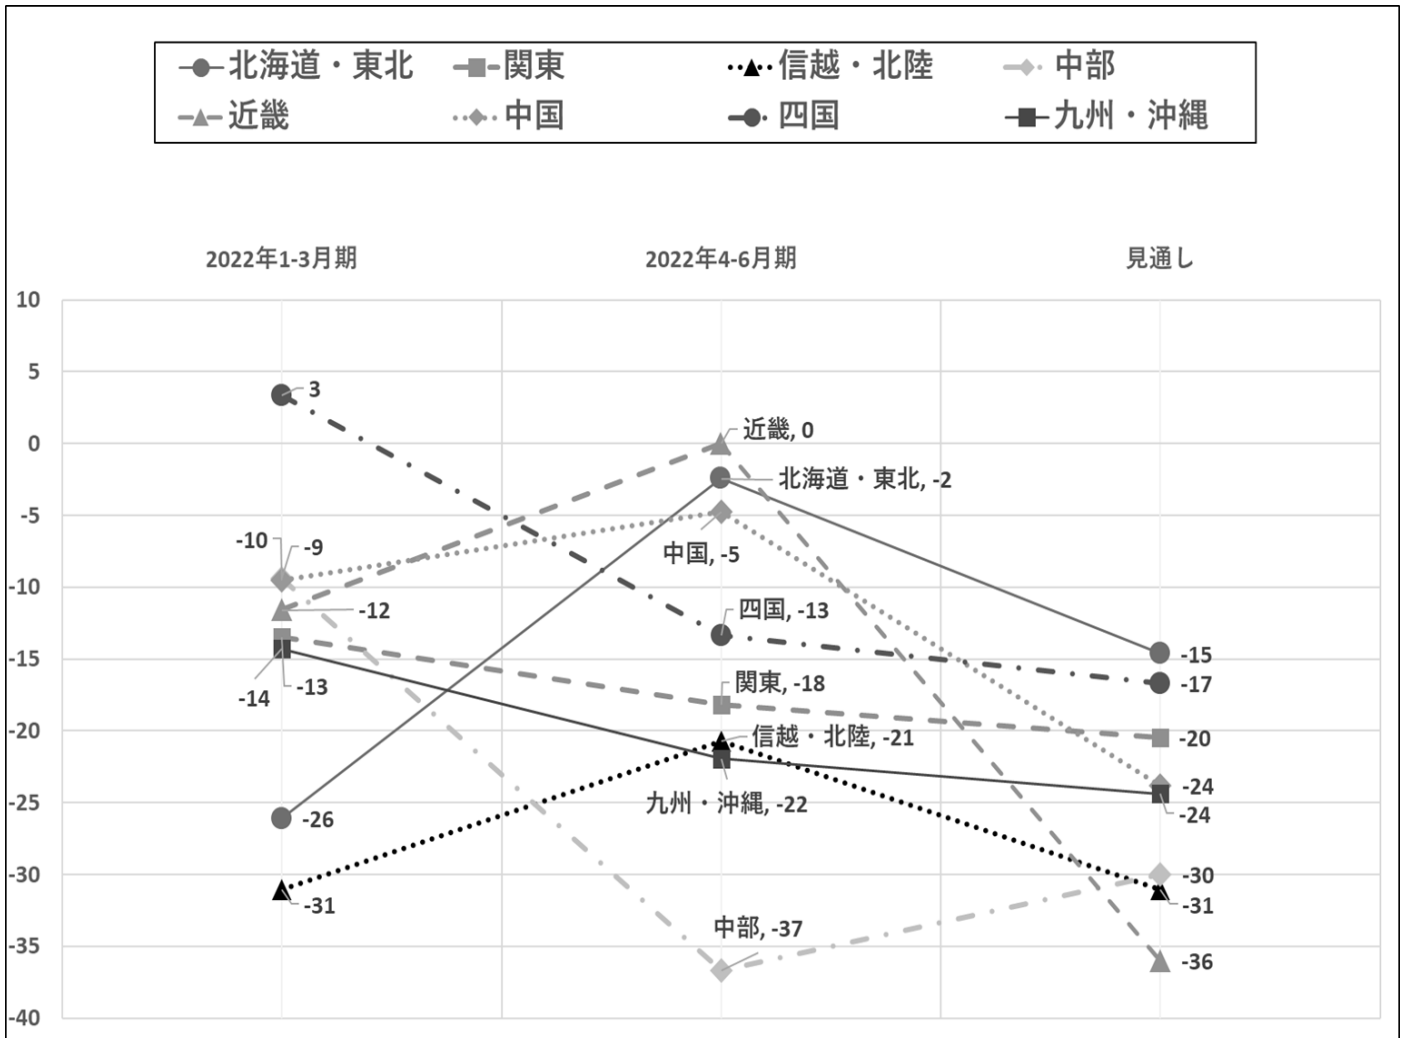 北海道・東北 関東 信越・北陸 中部
近畿 中国 四国 九州・沖縄
2022年1-3月期 2022年4-6月期 見通し
10
5
3
0
近畿, 0
北海道・東北, -2
-5
-10 -9
中国, -5
-10
-12
四国, -13
-15
-15
-14 -13
関東, -18
-17
-20
信越・北陸, -21
-20
-24
-25
九州・沖縄, -22
-24
-26
-30
-30
-31
-31
中部, -37
-35
-36
-40